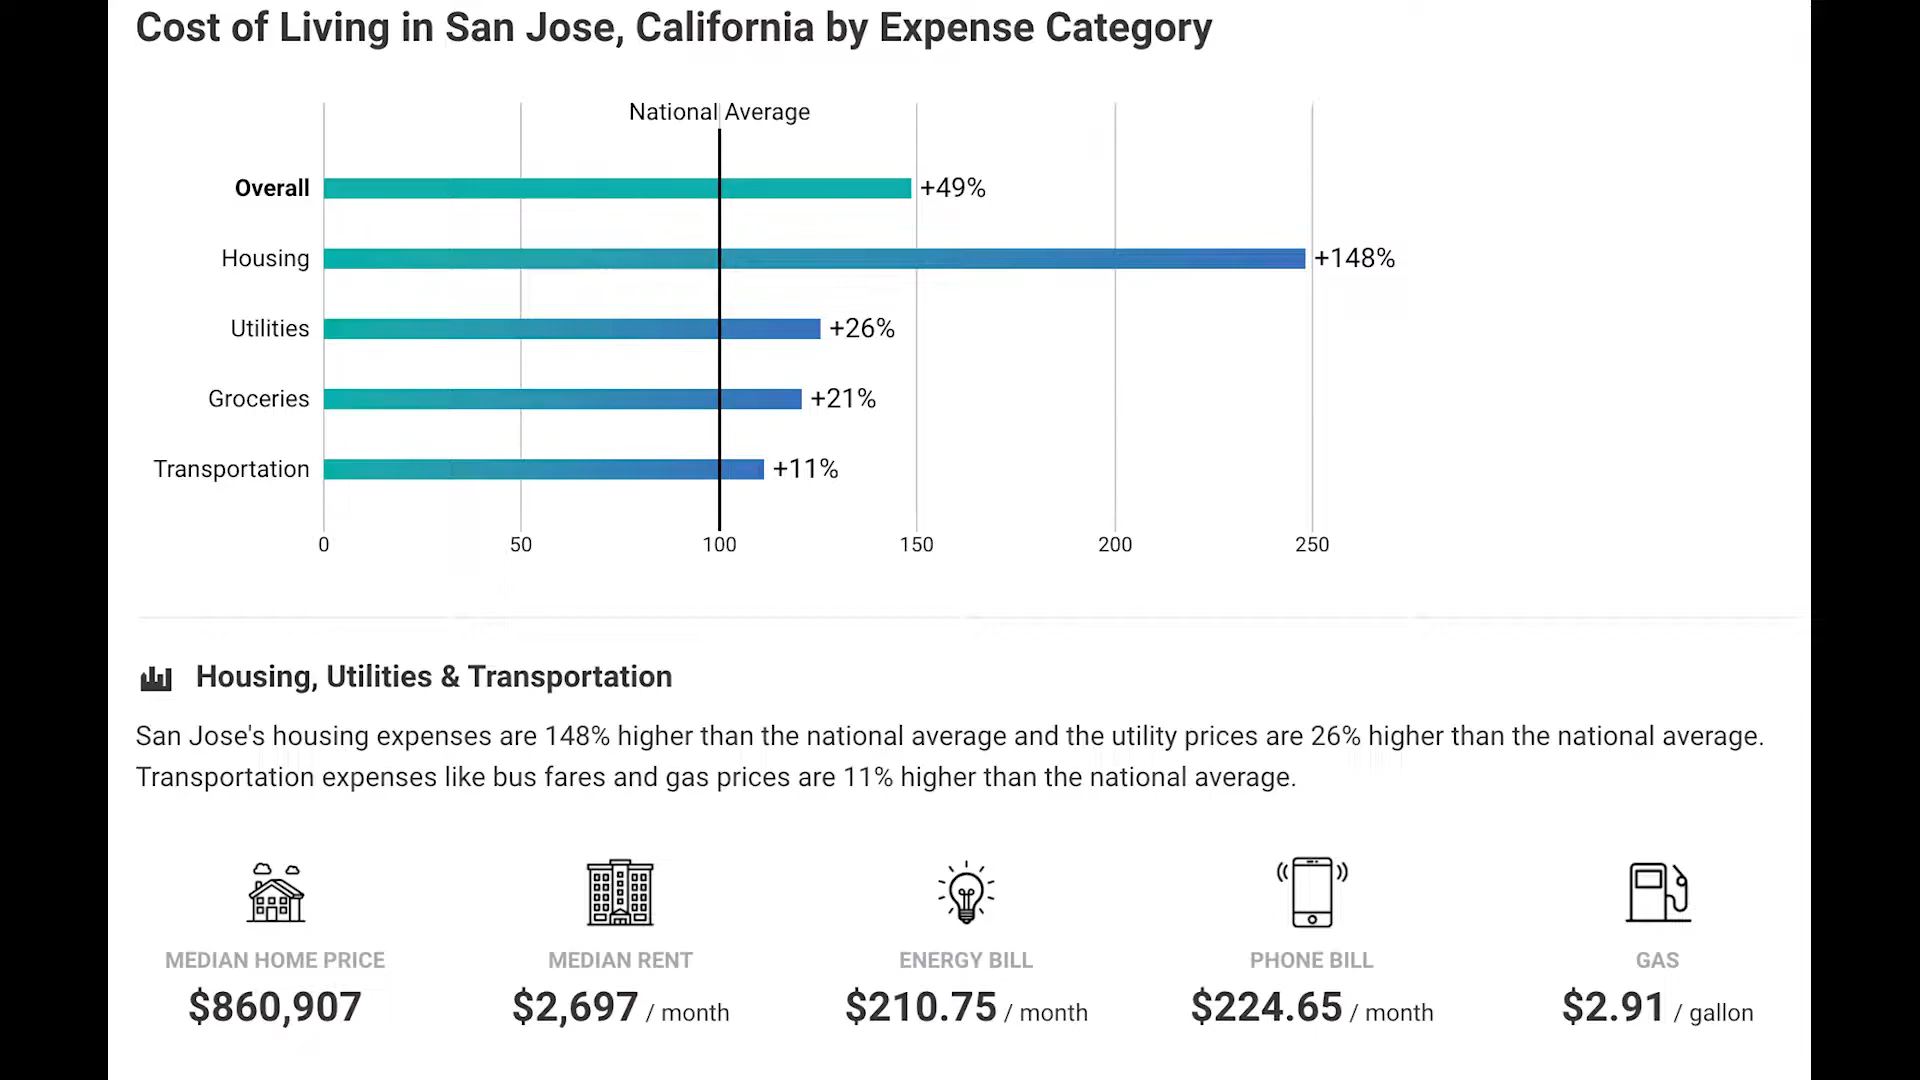 Cost of Living in San Jose, California by Expense Category
National Average
Overall +49%
Housing +148%
Utilities +26%
Groceries +21%
Transportation +11%
0 50 100 150 200 250
Housing, Utilities & Transportation
San Jose's housing expenses are 148% higher than the national average and the utility prices are 26% higher than the national average.
Transportation expenses like bus fares and gas prices are 11% higher than the national average.
MEDIAN HOME PRICE MEDIAN RENT ENERGY BILL PHONE BILL GAS
$860,907 $2,697 / month $210.75 / month $224.65 / month $2.91 / gallon